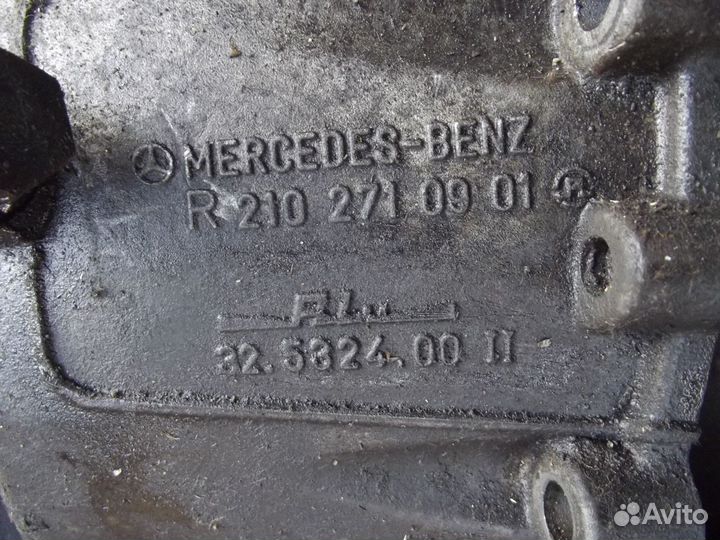 MERCEDES-BENZ
R 210 271 09 01
32.5324.00 II
Avito